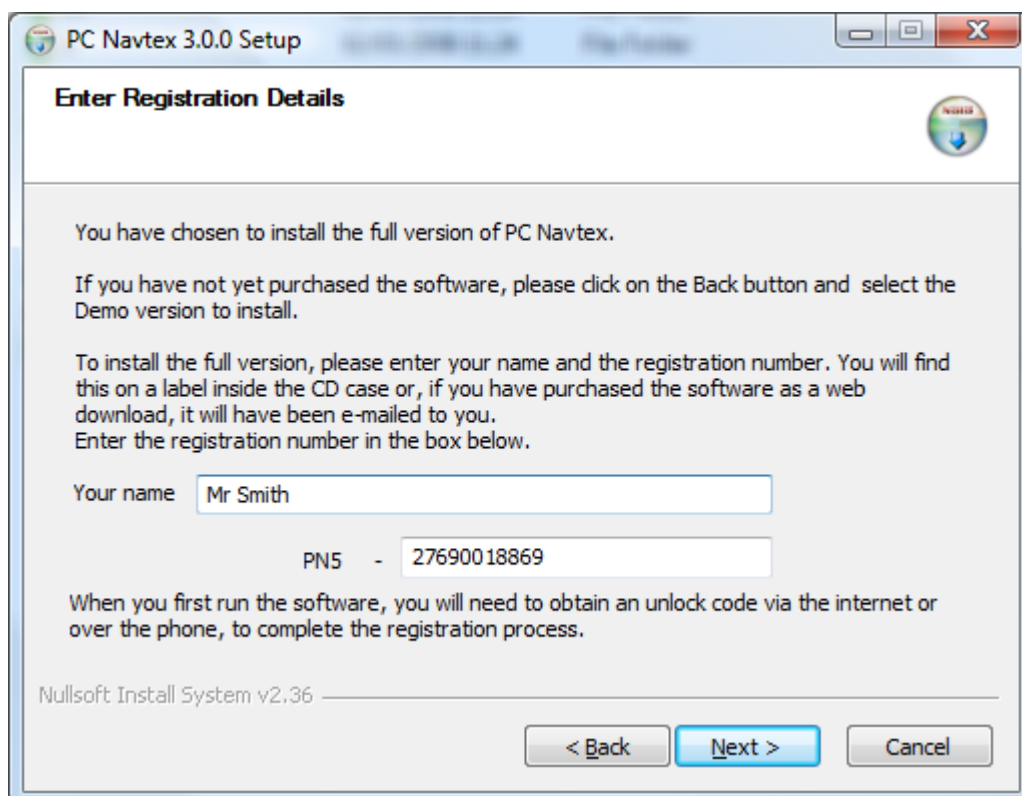 PC Navtex 3.0.0 Setup
Enter Registration Details
You have chosen to install the full version of PC Navtex.
If you have not yet purchased the software, please click on the Back button and select the
Demo version to install.
To install the full version, please enter your name and the registration number. You will find
this on a label inside the CD case or, if you have purchased the software as a web
download, it will have been e-mailed to you.
Enter the registration number in the box below.
Your name Mr Smith
PN5 - 27690018869
When you first run the software, you will need to obtain an unlock code via the internet or
over the phone, to complete the registration process.
Nullsoft Install System v2.36
< Back Next > Cancel